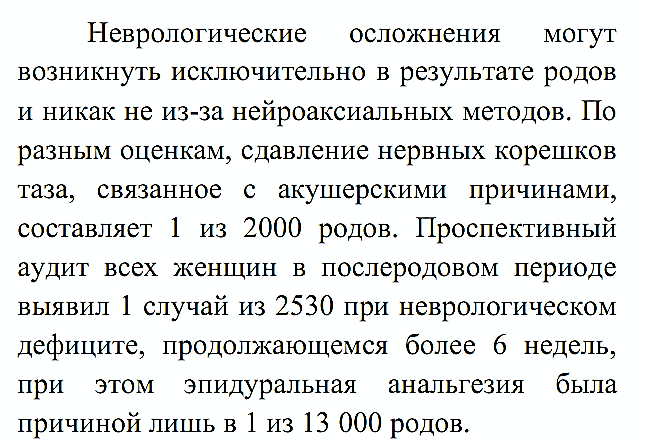 Неврологические осложнения могут
возникнуть исключительно в результате родов
и никак не из-за нейроаксиальных методов. По
разным оценкам, сдавление нервных корешков
таза, связанное с акушерскими причинами,
составляет 1 из 2000 родов. Проспективный
аудит всех женщин в послеродовом периоде
выявил 1 случай из 2530 при неврологическом
дефиците, продолжающемся более 6 недель,
при этом эпидуральная анальгезия была
причиной лишь в 1 из 13 000 родов.